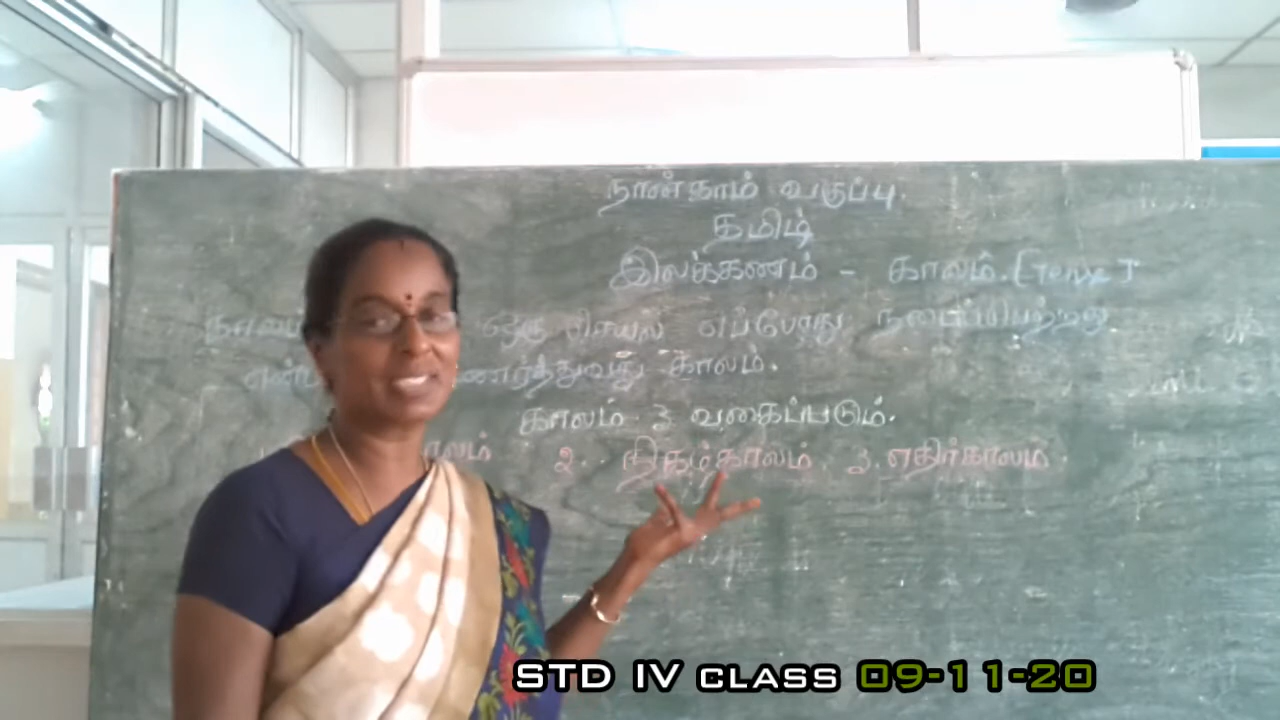 நான்காம் வகுப்பு.
தமிழ்
இலக்கணம் - காலம். [Tense]
ஒரு செயல் எப்போது நடைபெற்றது
காலம்.
காலம் 3 வகைப்படும்.
2. நிகழ்காலம். 3. எதிர்காலம்.
STD IV CLASS 09-11-20